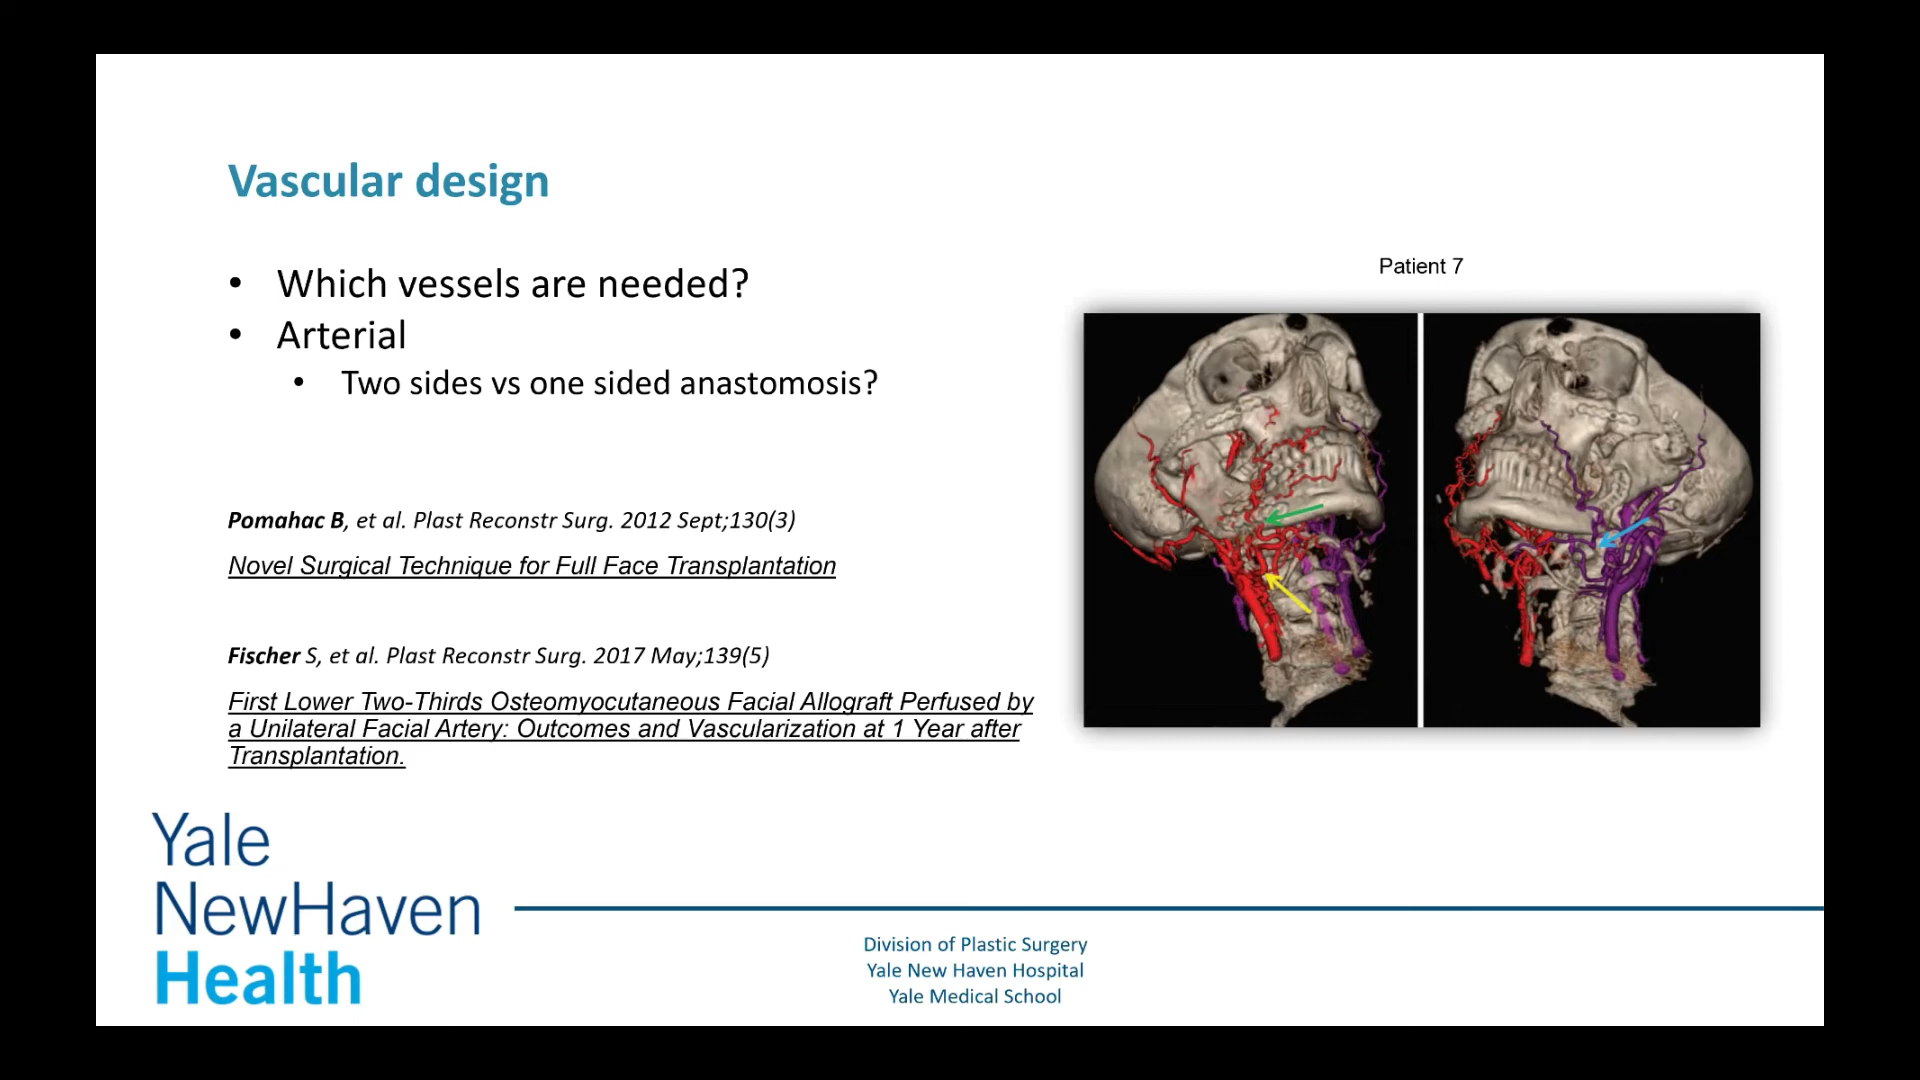 Vascular design
• Which vessels are needed?
• Arterial
• Two sides vs one sided anastomosis?
Patient 7
Pomahac B, et al. Plast Reconstr Surg. 2012 Sept;130(3)
Novel Surgical Technique for Full Face Transplantation
Fischer S, et al. Plast Reconstr Surg. 2017 May;139(5)
First Lower Two-Thirds Osteomyocutaneous Facial Allograft Perfused by
a Unilateral Facial Artery: Outcomes and Vascularization at 1 Year after
Transplantation.
Yale
NewHaven
Health
Division of Plastic Surgery
Yale New Haven Hospital
Yale Medical School